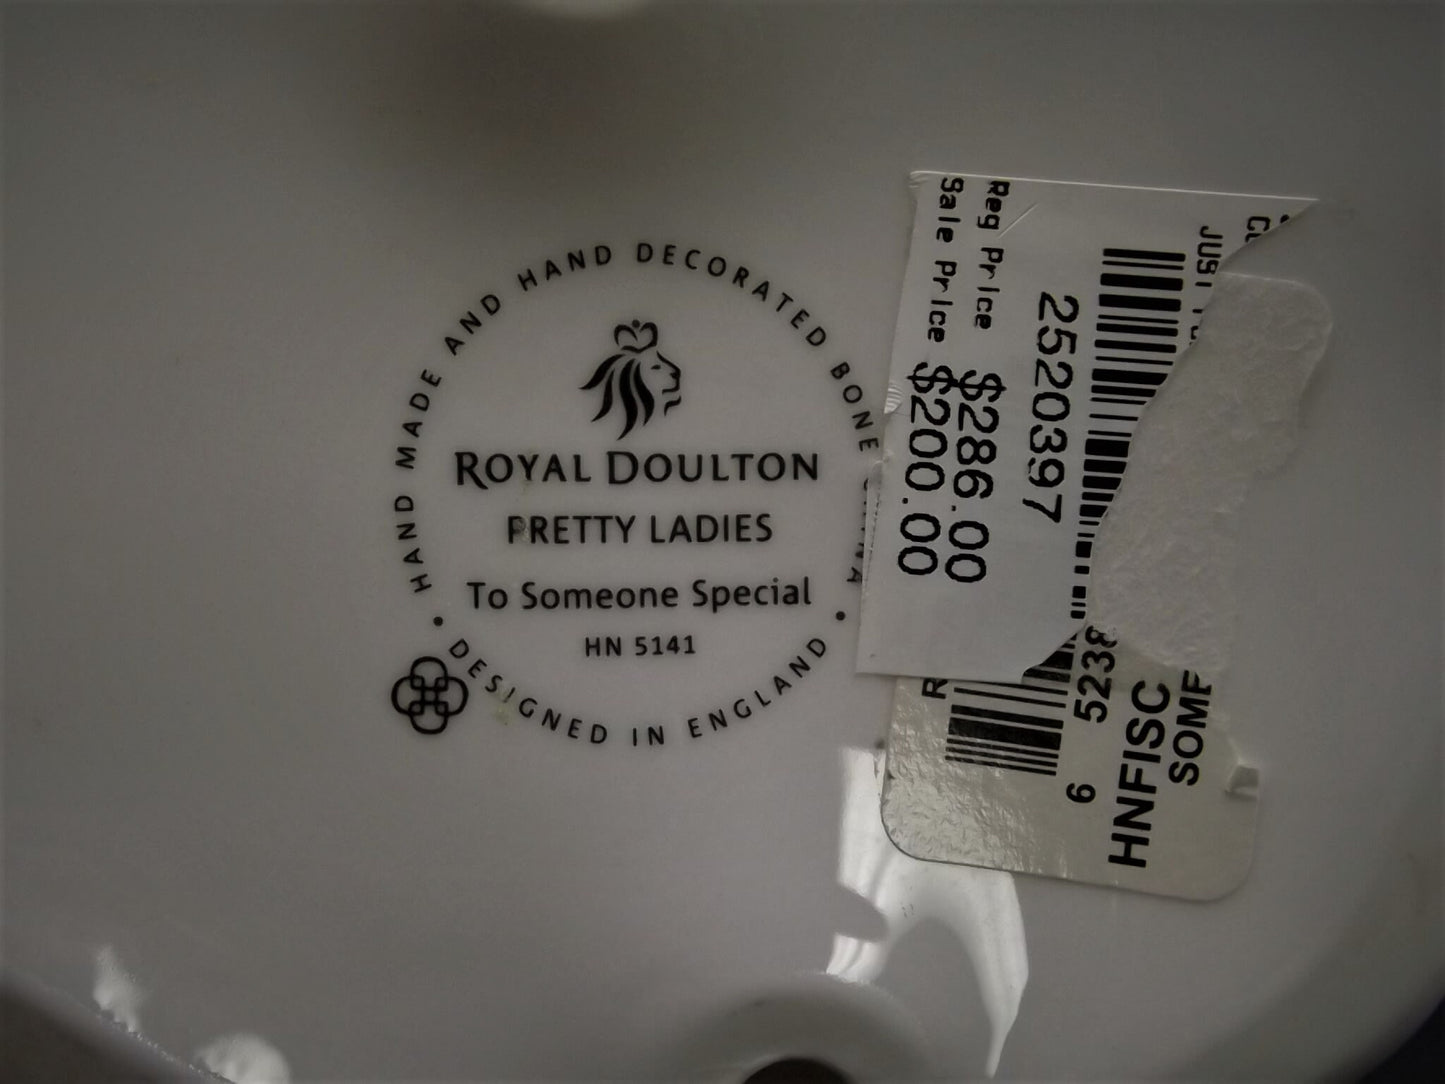 HAND MADE AND HAND DECORATED BONE CHINA
ROYAL DOULTON
PRETTY LADIES
To Someone Special
HN 5141
• DESIGNED IN ENGLAND •
JUST
2520397
Reg Price $286.00
Sale Price $200.00
R
6 5238
HNFISC
SOME